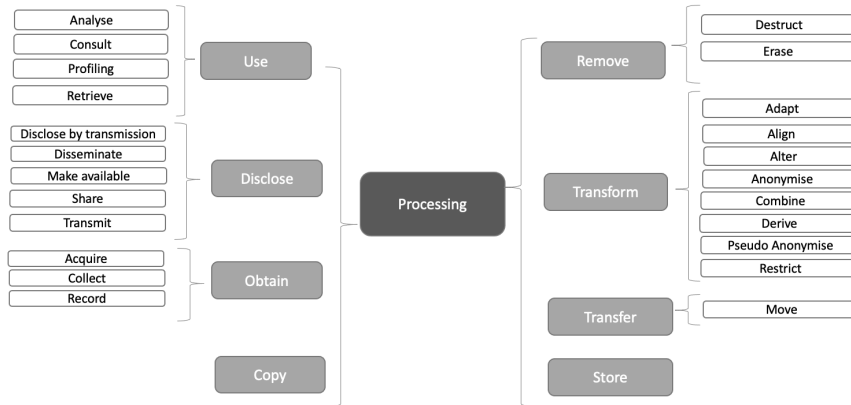 Analyse
Consult
Profiling
Retrieve
Use
Disclose by transmission
Disseminate
Make available
Share
Transmit
Disclose
Acquire
Collect
Record
Obtain
Copy
Processing
Remove
Destruct
Erase
Transform
Adapt
Align
Alter
Anonymise
Combine
Derive
Pseudo Anonymise
Restrict
Transfer
Move
Store